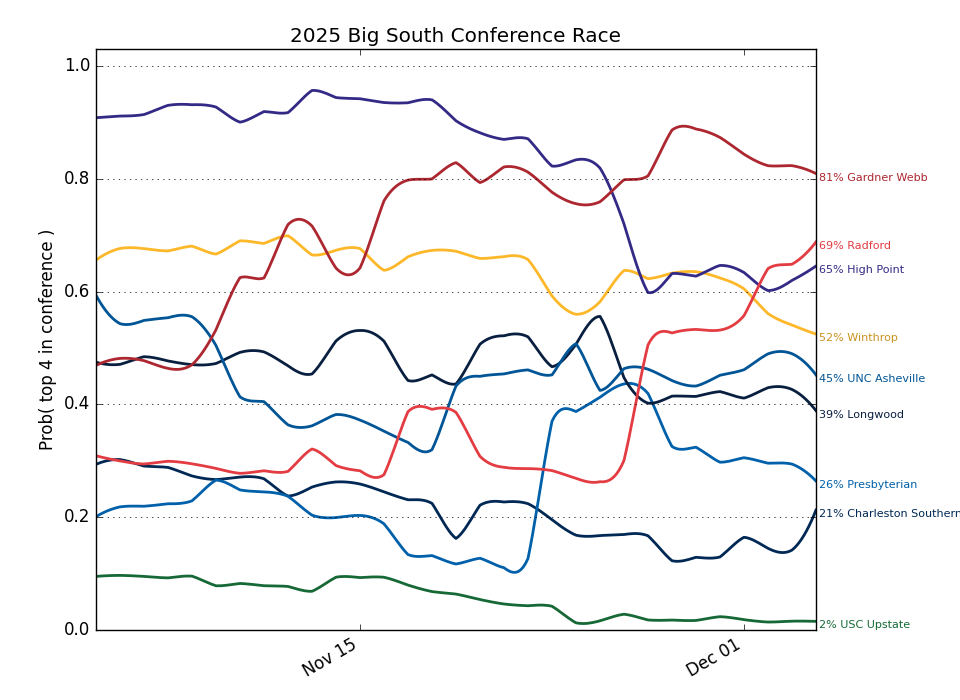 2025 Big South Conference Race
Prob( top 4 in conference )
1.0
0.8
0.6
0.4
0.2
0.0
Nov 15
Dec 01
81% Gardner Webb
69% Radford
65% High Point
52% Winthrop
45% UNC Asheville
39% Longwood
26% Presbyterian
21% Charleston Southern
2% USC Upstate